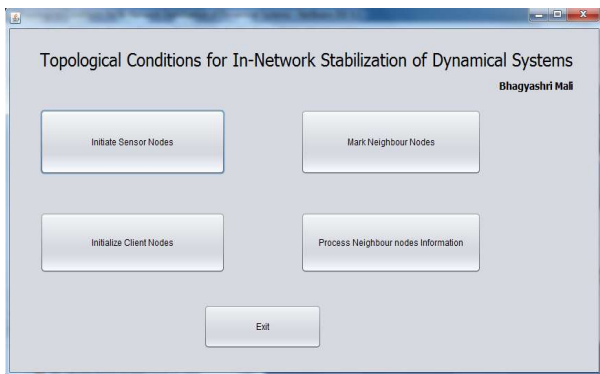 Topological Conditions for In-Network Stabilization of Dynamical Systems
Bhagyashri Mali
Initiate Sensor Nodes
Mark Neighbour Nodes
Initialize Client Nodes
Process Neighbour nodes Information
Exit